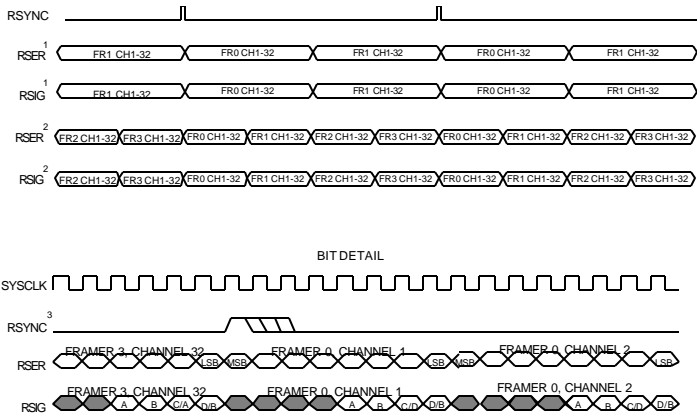 RSYNC
RSER 1 FR1 CH1-32 FR0 CH1-32 FR1 CH1-32 FR0 CH1-32 FR1 CH1-32
RSIG 1 FR1 CH1-32 FR0 CH1-32 FR1 CH1-32 FR0 CH1-32 FR1 CH1-32
RSER 2 FR2 CH1-32 FR3 CH1-32 FR0 CH1-32 FR1 CH1-32 FR2 CH1-32 FR3 CH1-32 FR0 CH1-32 FR1 CH1-32 FR2 CH1-32 FR3 CH1-32
RSIG 2 FR2 CH1-32 FR3 CH1-32 FR0 CH1-32 FR1 CH1-32 FR2 CH1-32 FR3 CH1-32 FR0 CH1-32 FR1 CH1-32 FR2 CH1-32 FR3 CH1-32
BIT DETAIL
SYSCLK
RSYNC 3
FRAMER 3, CHANNEL 32 FRAMER 0, CHANNEL 1 FRAMER 0, CHANNEL 2
RSER LSB MSB LSB MSB LSB
FRAMER 3, CHANNEL 32 FRAMER 0, CHANNEL 1 FRAMER 0, CHANNEL 2
RSIG A B C/A D/B A B C/D D/B A B C/D D/B